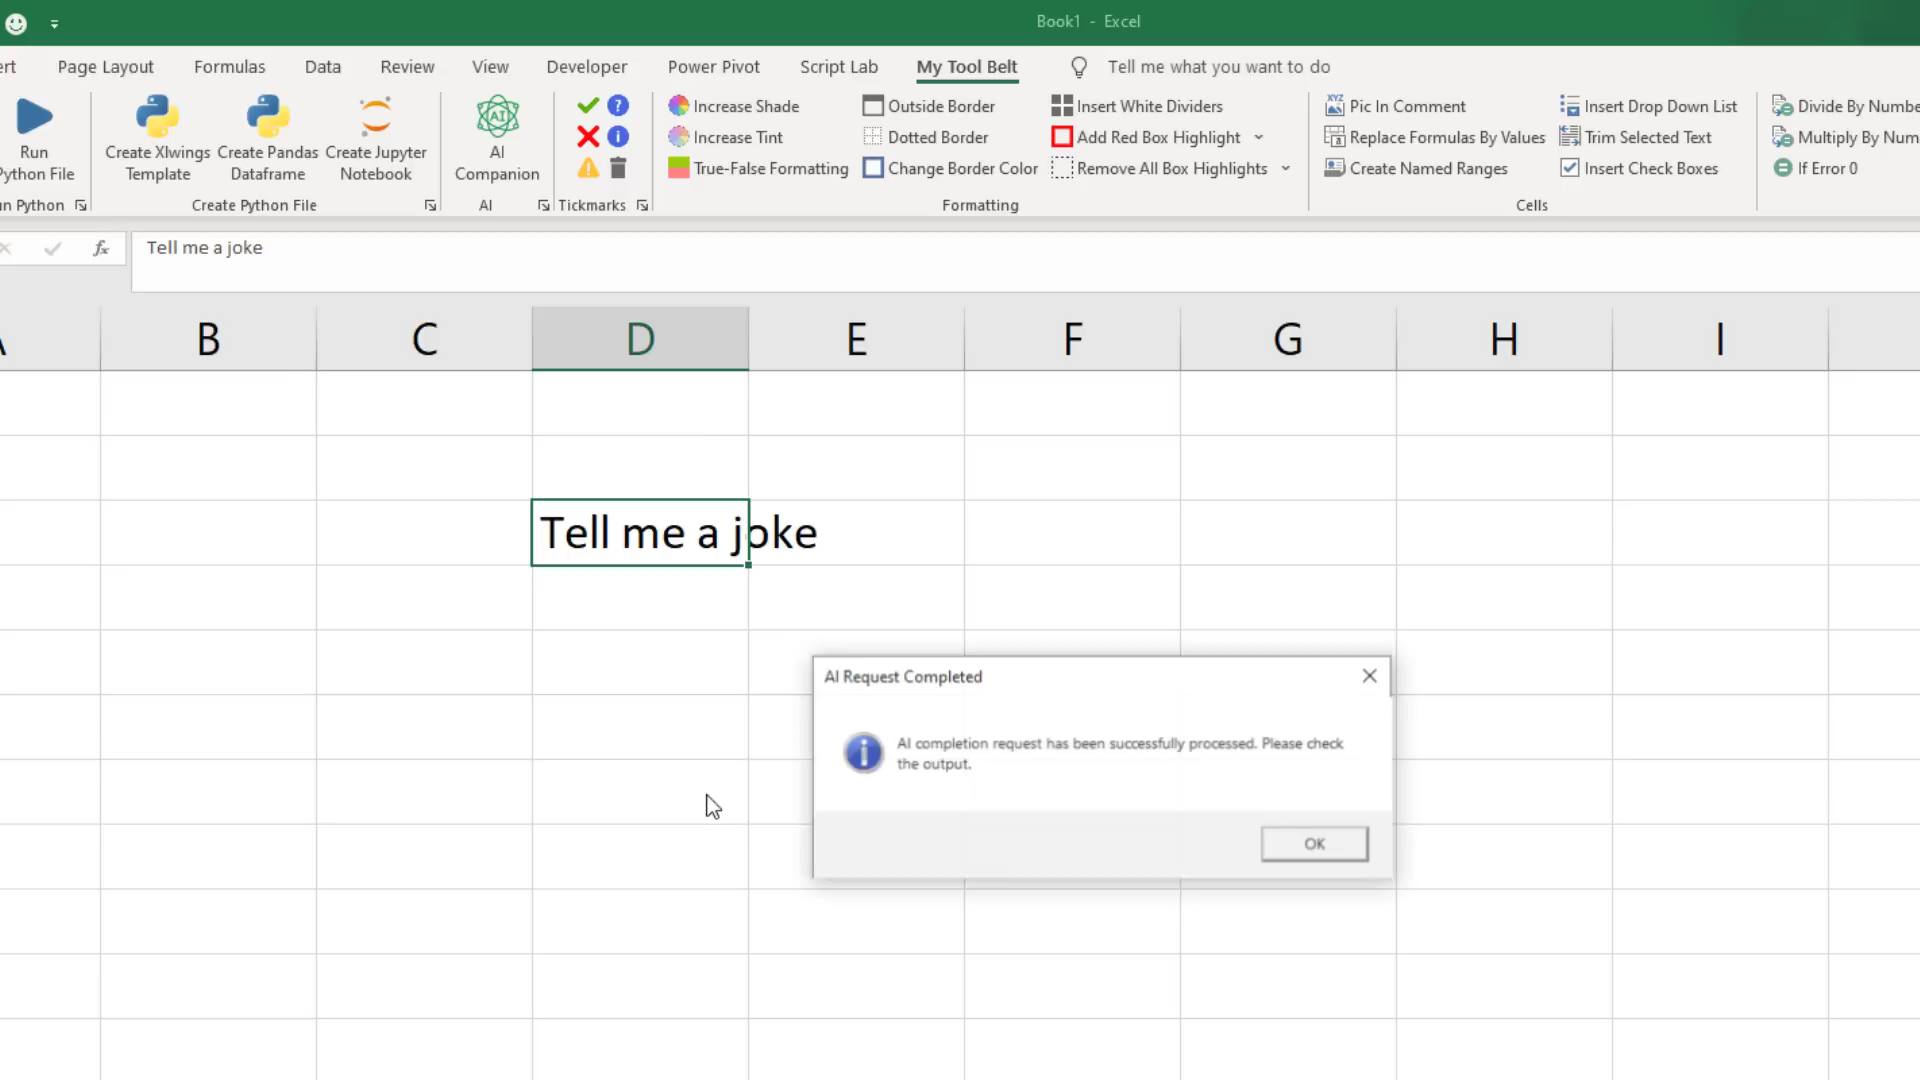 Book1 - Excel
Page Layout Formulas Data Review View Developer Power Pivot Script Lab My Tool Belt Tell me what you want to do
Run
Python File
Create Xlwings
Template
Create Pandas
Dataframe
Create Jupyter
Notebook
Create Python File
AI
AI
Companion
AI
Tickmarks
Increase Shade
Increase Tint
True-False Formatting
Outside Border
Dotted Border
Change Border Color
Insert White Dividers
Add Red Box Highlight
Remove All Box Highlights
Formatting
XYZ
Pic In Comment
Replace Formulas By Values
Create Named Ranges
Insert Drop Down List
Trim Selected Text
Insert Check Boxes
Cells
Divide By
Multiply By
If Error 0
fx Tell me a joke
B C D E F G H I
Tell me a joke
AI Request Completed
AI completion request has been successfully processed. Please check
the output.
OK